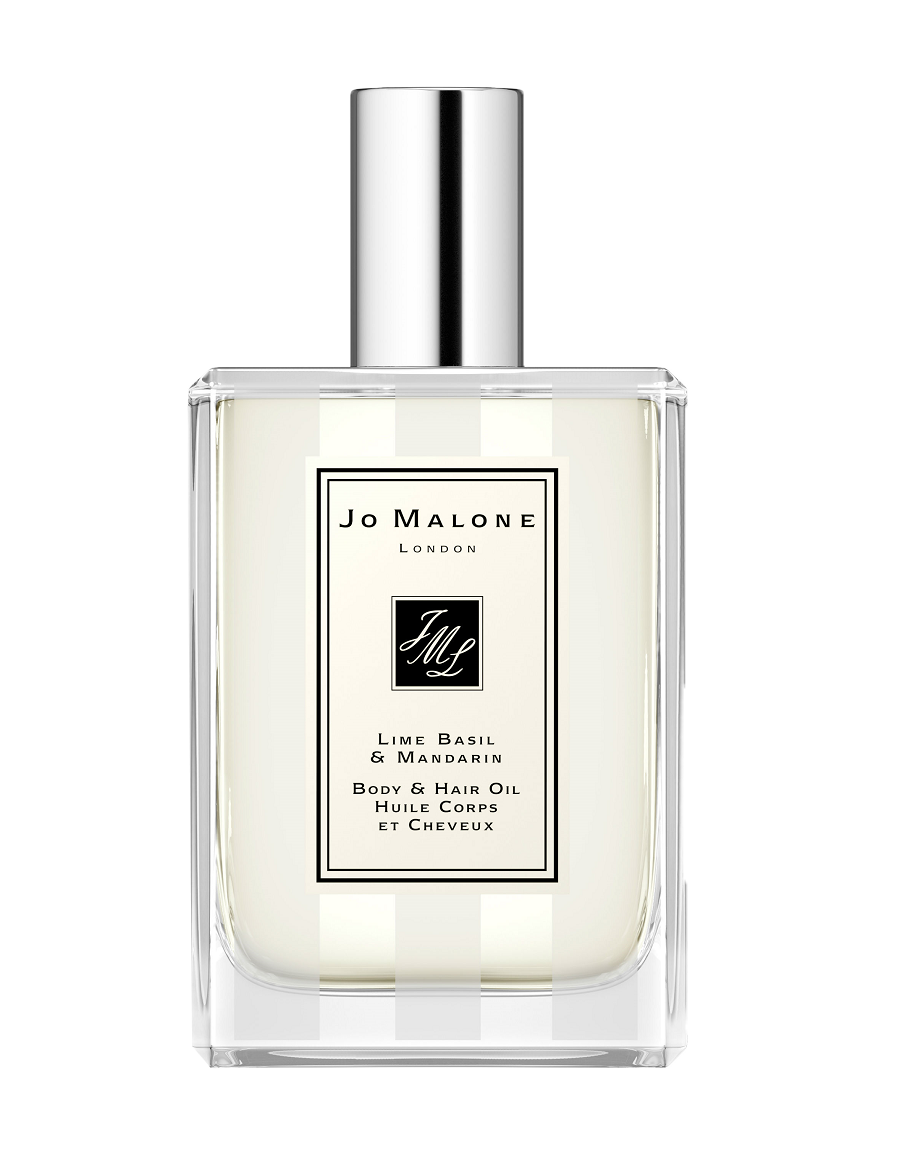 Jo Malone
London
JML
Lime Basil
& Mandarin
Body & Hair Oil
Huile Corps
et Cheveux